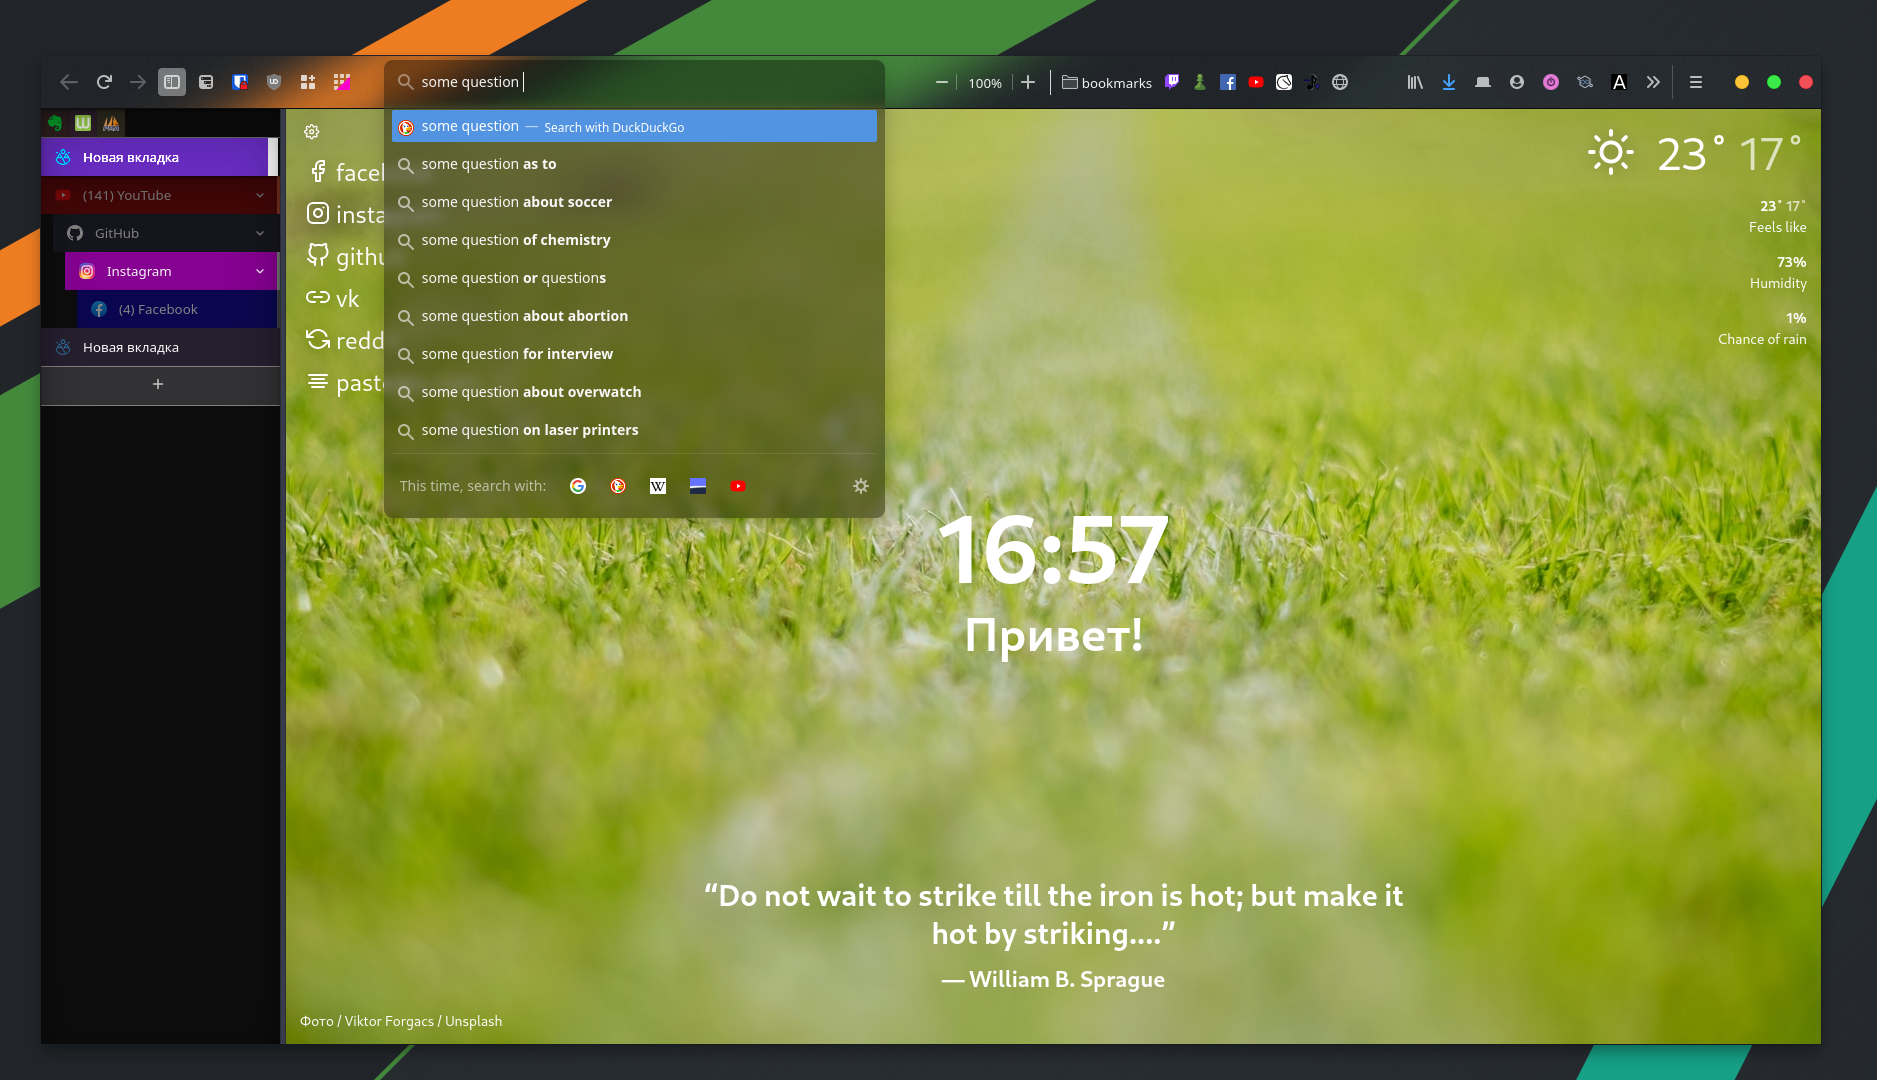 some question
100%
bookmarks
A
some question — Search with DuckDuckGo
some question as to
some question about soccer
some question of chemistry
some question or questions
some question about abortion
some question for interview
some question about overwatch
some question on laser printers
This time, search with:
W
Новая вкладка
(141) YouTube
GitHub
Instagram
(4) Facebook
Новая вкладка
+
insta
githu
vk
redd
23° 17°
23° 17°
Feels like
73%
Humidity
1%
Chance of rain
16:57
Привет!
“Do not wait to strike till the iron is hot; but make it
hot by striking....”
— William B. Sprague
Фото / Viktor Forgacs / Unsplash